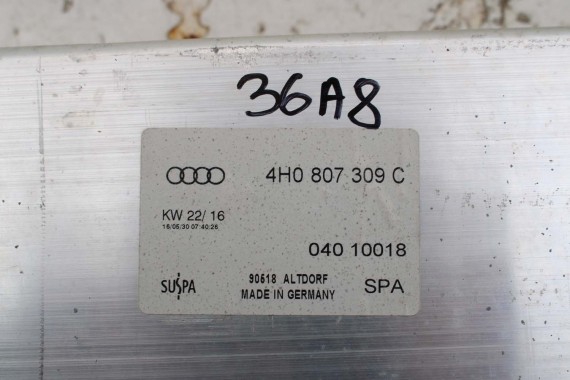 36A8
4H0 807 309 C
KW 22/ 16
16/05/30 07:40:26
040 10018
SUSPA
90518 ALTDORF
MADE IN GERMANY
SPA